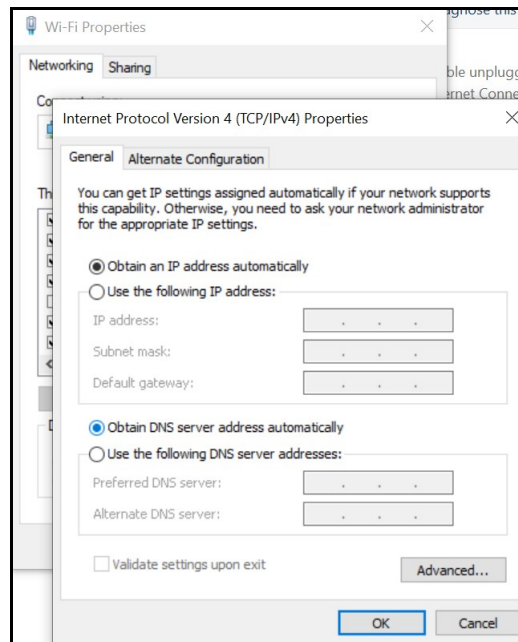 Wi-Fi Properties
Networking Sharing
Internet Protocol Version 4 (TCP/IPv4) Properties
General Alternate Configuration
You can get IP settings assigned automatically if your network supports
this capability. Otherwise, you need to ask your network administrator
for the appropriate IP settings.
Obtain an IP address automatically
Use the following IP address:
IP address:
Subnet mask:
Default gateway:
Obtain DNS server address automatically
Use the following DNS server addresses:
Preferred DNS server:
Alternate DNS server:
Validate settings upon exit
Advanced...
OK Cancel